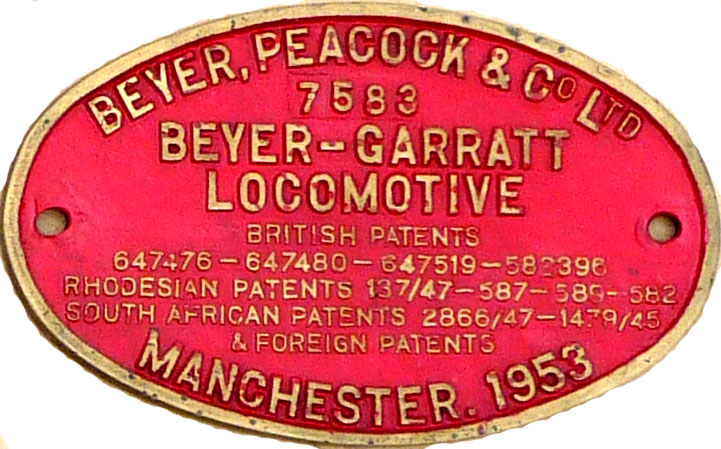 BEYER, PEACOCK & CO LTD
7583
BEYER-GARRATT
LOCOMOTIVE
BRITISH PATENTS
647476-647480-647519-582396
RHODESIAN PATENTS 137/47-587-589-582
SOUTH AFRICAN PATENTS 2866/47-1479/45
& FOREIGN PATENTS
MANCHESTER. 1953